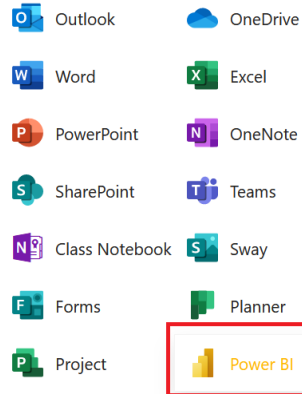 Outlook OneDrive
Word Excel
PowerPoint OneNote
SharePoint Teams
Class Notebook Sway
Forms Planner
Project Power BI